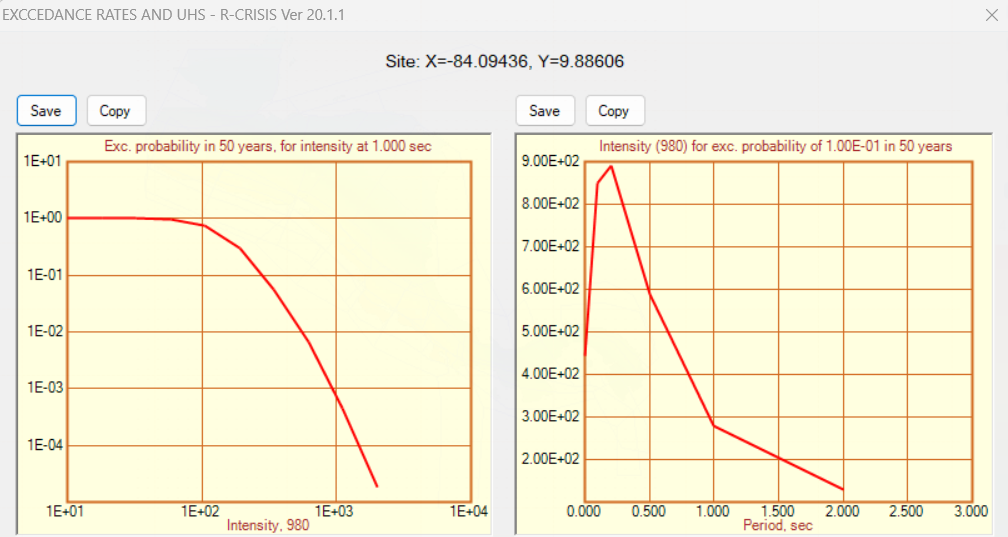 EXCCEDANCE RATES AND UHS - R-CRISIS Ver 20.1.1
Site: X=-84.09436, Y=9.88606
Save Copy
Exc. probability in 50 years, for intensity at 1.000 sec
1E+01
1E+00
1E-01
1E-02
1E-03
1E-04
1E+01 1E+02 1E+03 1E+04
Intensity, 980
Save Copy
Intensity (980) for exc. probability of 1.00E-01 in 50 years
9.00E+02
8.00E+02
7.00E+02
6.00E+02
5.00E+02
4.00E+02
3.00E+02
2.00E+02
0.000 0.500 1.000 1.500 2.000 2.500 3.000
Period, sec